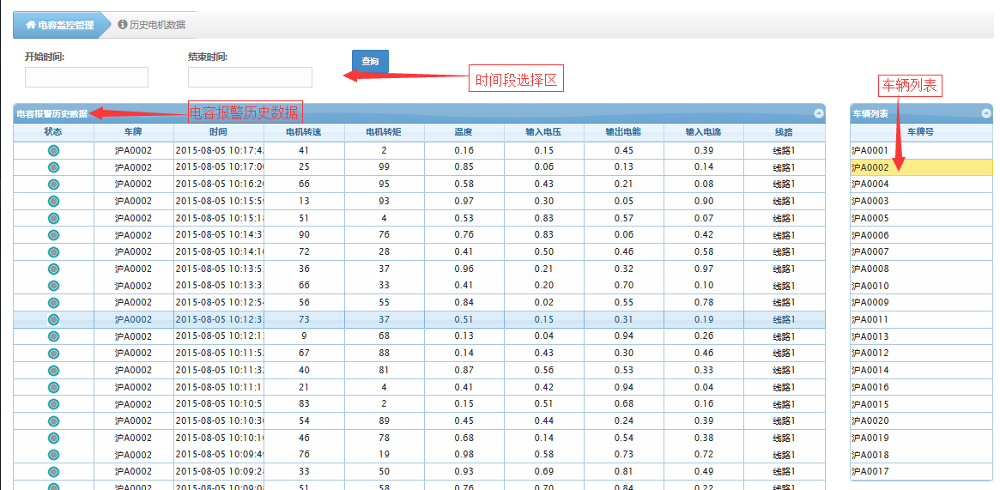 电容监控管理 历史电机数据
开始时间: 结束时间: 查询
时间段选择区
车辆列表
电容报警历史数据 电容报警历史数据 车辆列表
状态 车牌 时间 电机转速 电机转矩 温度 输入电压 输出电能 输入电流 线路 车牌号
沪A0002 2015-08-05 10:17:4 41 2 0.16 0.15 0.45 0.39 线路1 沪A0001
沪A0002 2015-08-05 10:17:0 25 99 0.85 0.06 0.13 0.14 线路1 沪A0002
沪A0002 2015-08-05 10:16:2 66 95 0.58 0.43 0.21 0.08 线路1 沪A0004
沪A0002 2015-08-05 10:15:5 13 93 0.97 0.30 0.05 0.90 线路1 沪A0003
沪A0002 2015-08-05 10:15:1 51 4 0.53 0.83 0.57 0.07 线路1 沪A0005
沪A0002 2015-08-05 10:14:3 90 76 0.76 0.83 0.06 0.42 线路1 沪A0006
沪A0002 2015-08-05 10:14:1 72 28 0.41 0.50 0.46 0.58 线路1 沪A0007
沪A0002 2015-08-05 10:13:5 36 37 0.96 0.21 0.32 0.97 线路1 沪A0008
沪A0002 2015-08-05 10:13:3 66 33 0.41 0.20 0.70 0.10 线路1 沪A0010
沪A0002 2015-08-05 10:12:5 56 55 0.84 0.02 0.55 0.78 线路1 沪A0009
沪A0002 2015-08-05 10:12:3 73 37 0.51 0.15 0.31 0.19 线路1 沪A0011
沪A0002 2015-08-05 10:12:1 9 68 0.13 0.04 0.94 0.26 线路1 沪A0013
沪A0002 2015-08-05 10:11:5 67 88 0.14 0.43 0.30 0.46 线路1 沪A0012
沪A0002 2015-08-05 10:11:3 40 81 0.87 0.56 0.53 0.33 线路1 沪A0014
沪A0002 2015-08-05 10:11:1 21 4 0.41 0.42 0.94 0.04 线路1 沪A0016
沪A0002 2015-08-05 10:10:5 83 2 0.15 0.51 0.68 0.16 线路1 沪A0015
沪A0002 2015-08-05 10:10:3 54 89 0.45 0.44 0.24 0.39 线路1 沪A0020
沪A0002 2015-08-05 10:10:1 46 78 0.68 0.14 0.54 0.38 线路1 沪A0019
沪A0002 2015-08-05 10:09:4 76 19 0.98 0.58 0.73 0.72 线路1 沪A0018
沪A0002 2015-08-05 10:09:2 33 50 0.93 0.69 0.81 0.49 线路1 沪A0017
沪A0002 2015-08-05 10:09:0 51 58 0.76 0.70 0.84 0.22 线路1